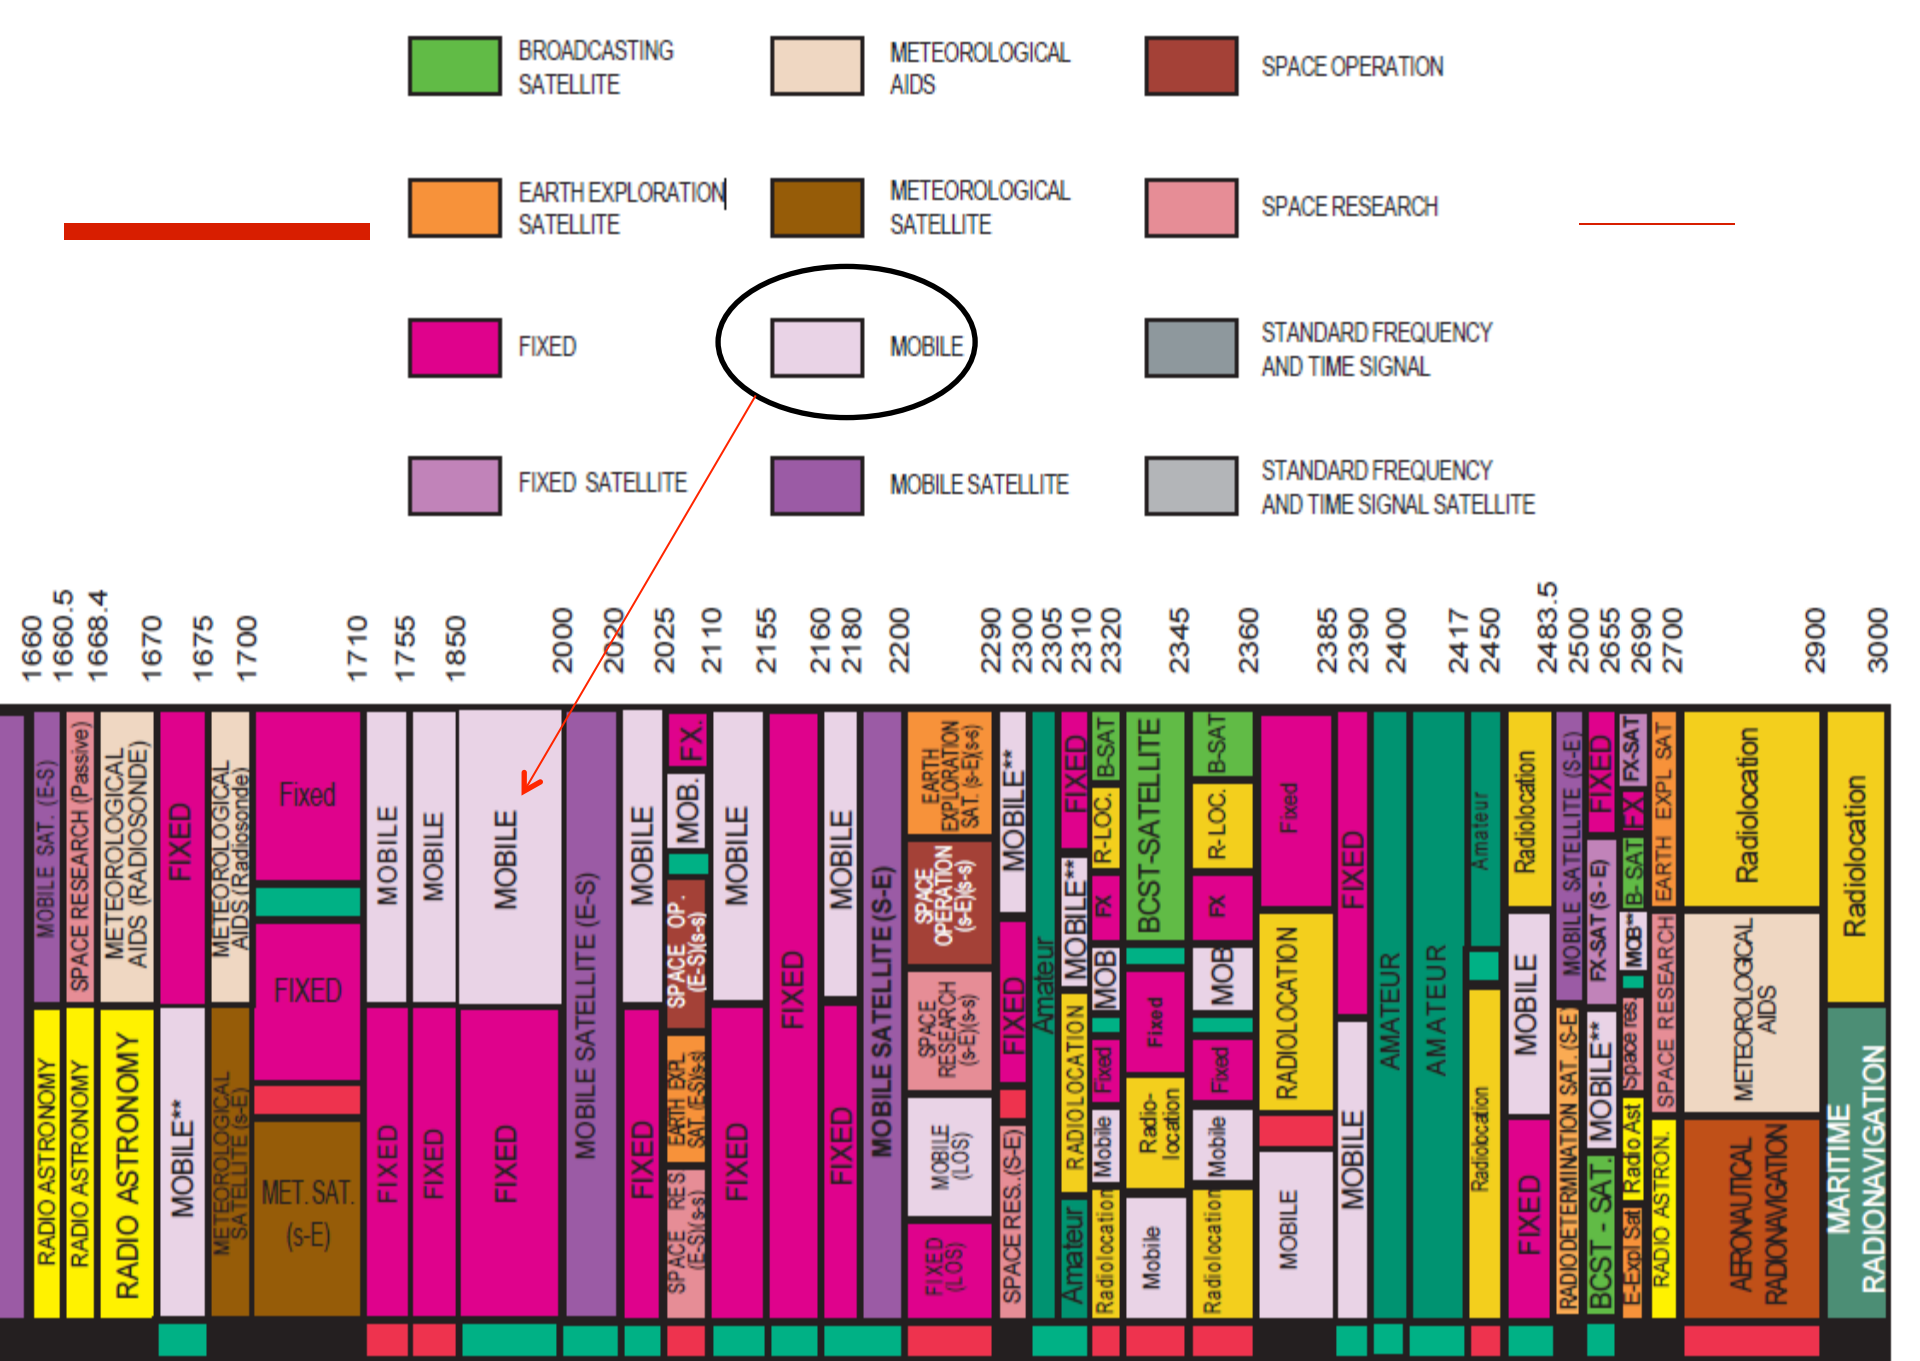 BROADCASTING
SATELLITE
METEOROLOGICAL
AIDS
SPACE OPERATION
EARTH EXPLORATION
SATELLITE
METEOROLOGICAL
SATELLITE
SPACE RESEARCH
FIXED
MOBILE
STANDARD FREQUENCY
AND TIME SIGNAL
FIXED SATELLITE
MOBILE SATELLITE
STANDARD FREQUENCY
AND TIME SIGNAL SATELLITE
1660
1660.5
1668.4
1670
1675
1700
1710
1755
1850
2000
2020
2025
2110
2155
2160
2180
2200
2290
2300
2305
2310
2320
2345
2360
2385
2390
2400
2417
2450
2483.5
2500
2655
2690
2700
2900
3000
MOBILE SAT. (E-S)
RADIO ASTRONOMY
SPACE RESEARCH (Passive)
RADIO ASTRONOMY
METEOROLOGICAL
AIDS (RADIOSONDE)
RADIO ASTRONOMY
FIXED
MOBILE**
METEOROLOGICAL
AIDS (Radiosonde)
METEOROLOGICAL
SATELLITE (s-E)
Fixed
FIXED
MET. SAT.
(s-E)
MOBILE
FIXED
MOBILE
FIXED
MOBILE
FIXED
MOBILE SATELLITE (E-S)
MOBILE
FIXED
FX.
MOB.
SPACE OP.
(E-S)(s-s)
EARTH EXPL.
SAT. (E-S)(s-s)
SPACE RES
(E-S)(s-s)
MOBILE
FIXED
FIXED
MOBILE
FIXED
MOBILE SATELLITE (S-E)
EARTH
EXPLORATION
SAT. (s-E)(s-s)
SPACE
OPERATION
(s-E)(s-s)
SPACE
RESEARCH
(s-E)(s-s)
MOBILE
(LOS)
FIXED
(LOS)
MOBILE**
FIXED
SPACE RES..(S-E)
Amateur
FIXED
MOBILE**
RADIOLOCATION
Amateur
B-SAT
R-LOC.
FX
MOB
Fixed
Mobile
Radiolocation
BCST-SATELLITE
Fixed
Radio-
location
Mobile
B-SAT
R-LOC.
FX
MOB
Fixed
Mobile
Radiolocation
Fixed
RADIOLOCATION
MOBILE
FIXED
MOBILE
AMATEUR
AMATEUR
Amateur
Radiolocation
Radiolocation
MOBILE
FIXED
MOBILE SATELLITE (S-E)
RADIODETERMINATION SAT. (S-E)
FIXED
FX-SAT (S - E)
MOBILE**
BCST - SAT.
FX-SAT
FX
B- SAT
MOB**
Space res.
Radio Ast
E-Expl Sat
EARTH EXPL SAT
SPACE RESEARCH
RADIO ASTRON.
Radiolocation
METEOROLOGICAL
AIDS
AERONAUTICAL
RADIONAVIGATION
Radiolocation
MARITIME
RADIONAVIGATION